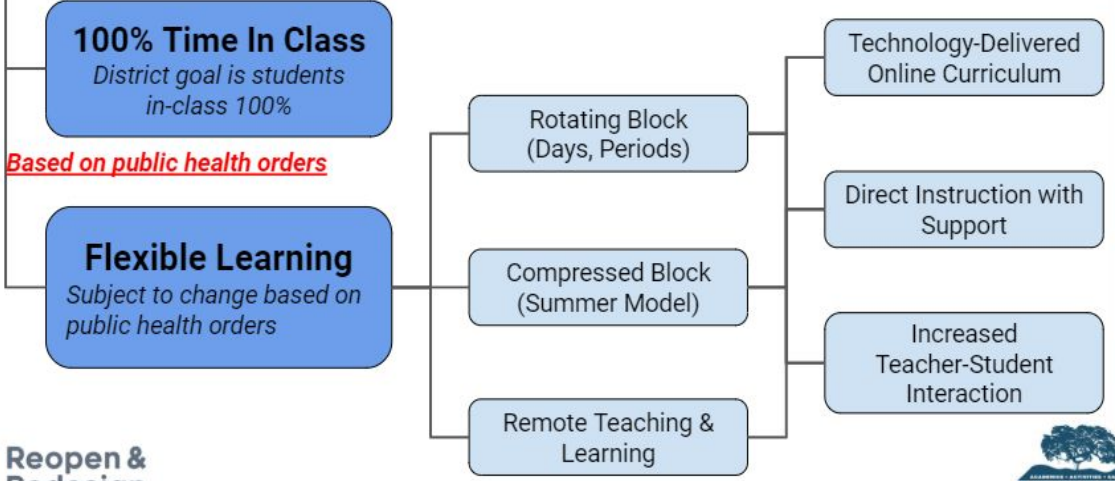 100% Time In Class
District goal is students
in-class 100%
Based on public health orders
Flexible Learning
Subject to change based on
public health orders
Rotating Block
(Days, Periods)
Compressed Block
(Summer Model)
Remote Teaching &
Learning
Technology-Delivered
Online Curriculum
Direct Instruction with
Support
Increased
Teacher-Student
Interaction
Reopen &
ACADEMICS • ACTIVITIES •